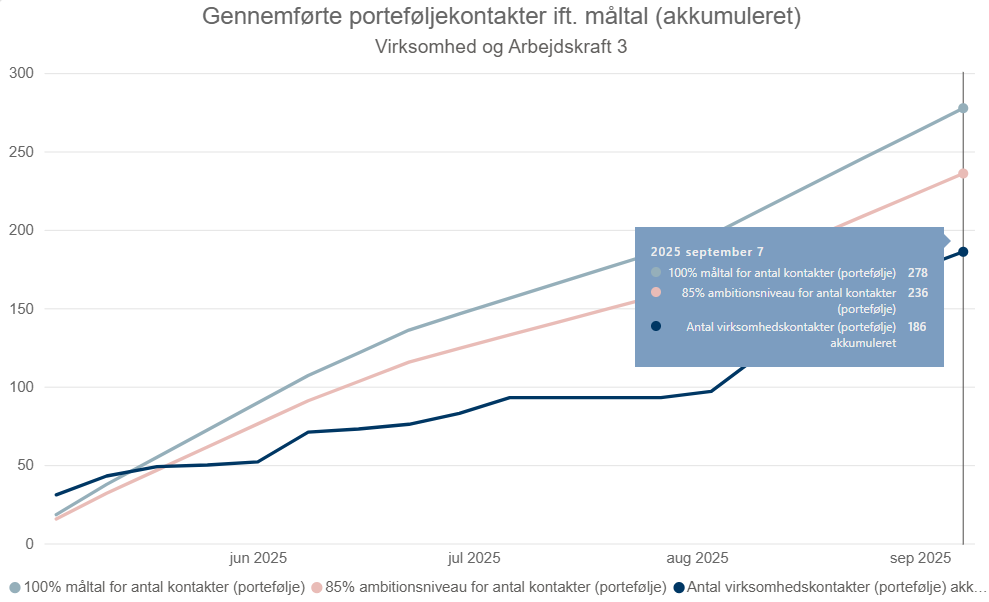 Gennemførte porteføljekontakter ift. måltal (akkumuleret)
Virksomhed og Arbejdskraft 3
300
250
200
150
100
50
0
2025 september 7
100% måltal for antal kontakter (portefølje) 278
85% ambitionsniveau for antal kontakter 236
(portefølje)
Antal virksomhedskontakter (portefølje) 186
akkumuleret
jun 2025 jul 2025 aug 2025 sep 2025
100% måltal for antal kontakter (portefølje) 85% ambitionsniveau for antal kontakter (portefølje) Antal virksomhedskontakter (portefølje) akk...